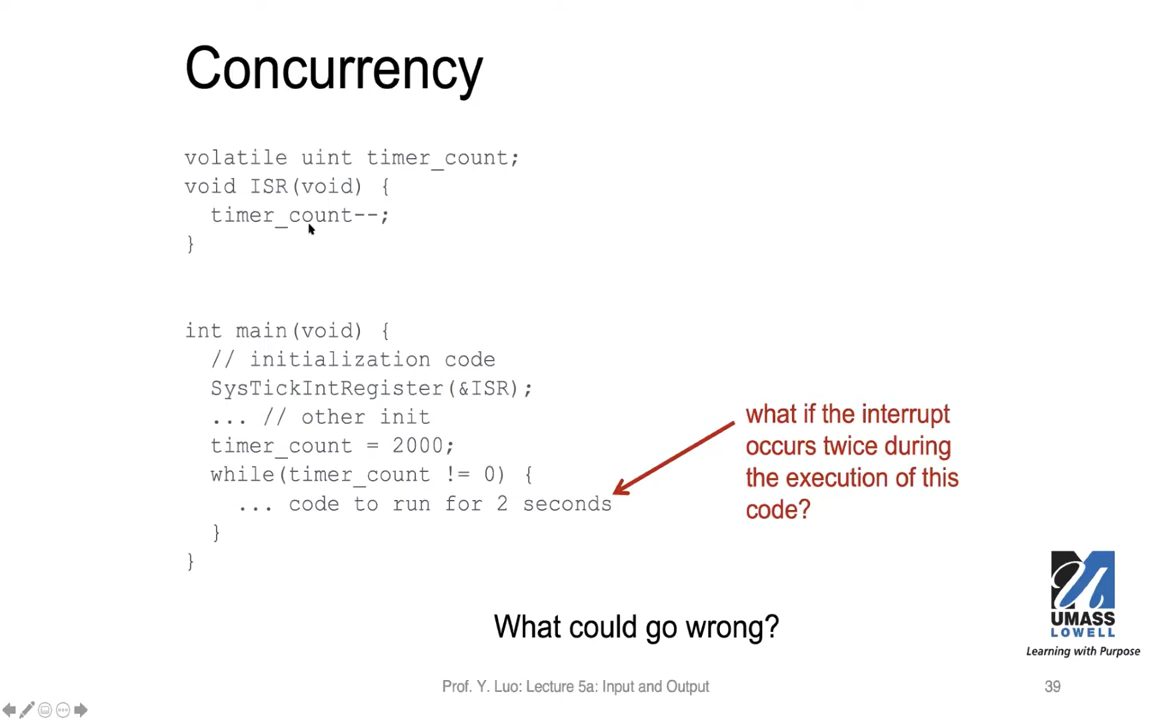 Concurrency
volatile uint timer_count;
void ISR(void) {
timer_count--;
}
int main(void) {
// initialization code
SysTickIntRegister(&ISR);
... // other init
timer_count = 2000;
while(timer_count != 0) {
... code to run for 2 seconds
}
}
what if the interrupt
occurs twice during
the execution of this
code?
What could go wrong?
UMASS
LOWELL
Learning with Purpose
Prof. Y. Luo: Lecture 5a: Input and Output
39